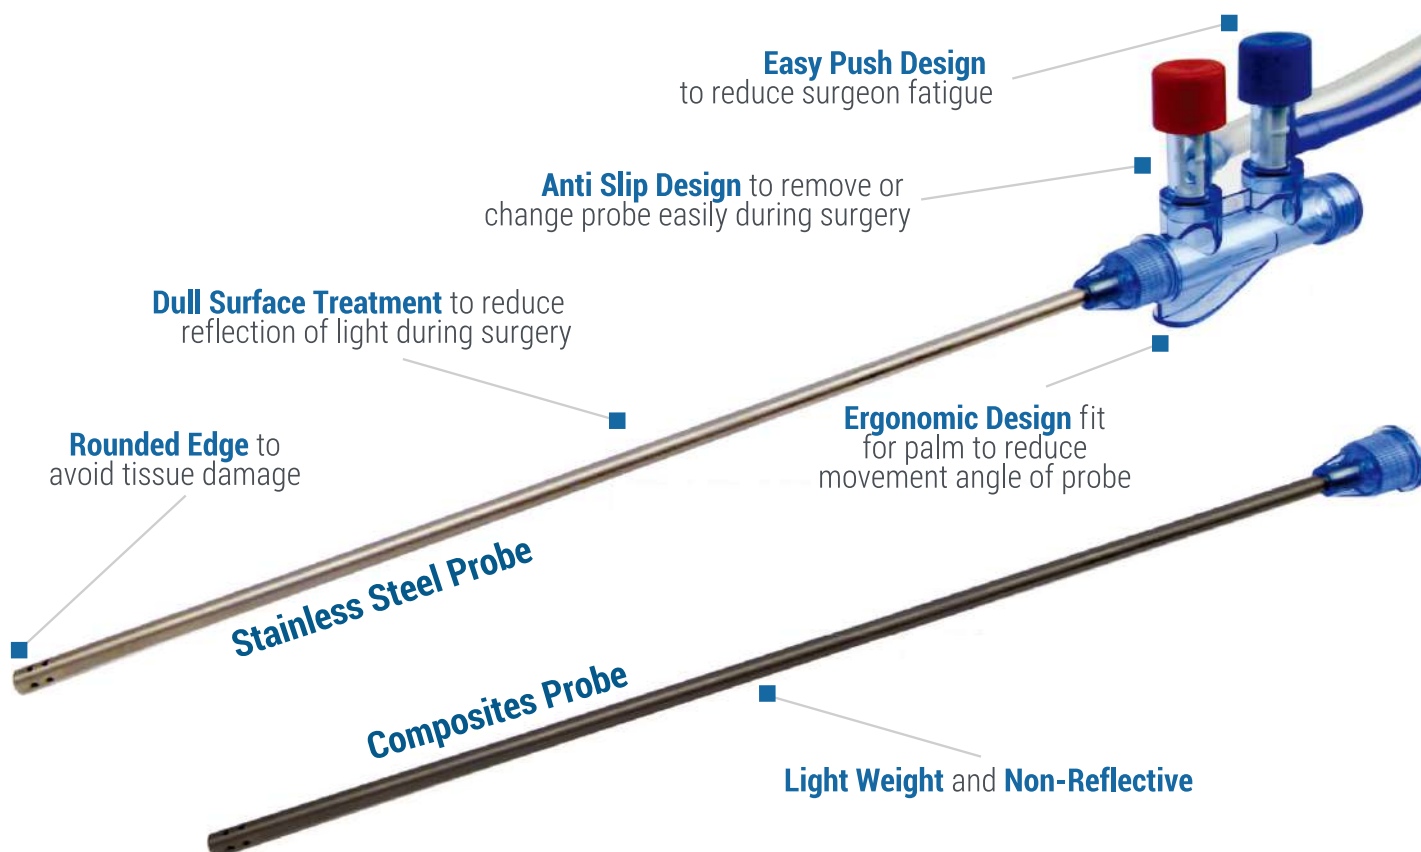 Easy Push Design
to reduce surgeon fatigue
Anti Slip Design to remove or
change probe easily during surgery
Dull Surface Treatment to reduce
reflection of light during surgery
Ergonomic Design fit
for palm to reduce
movement angle of probe
Rounded Edge to
avoid tissue damage
Stainless Steel Probe
Composites Probe
Light Weight and Non-Reflective